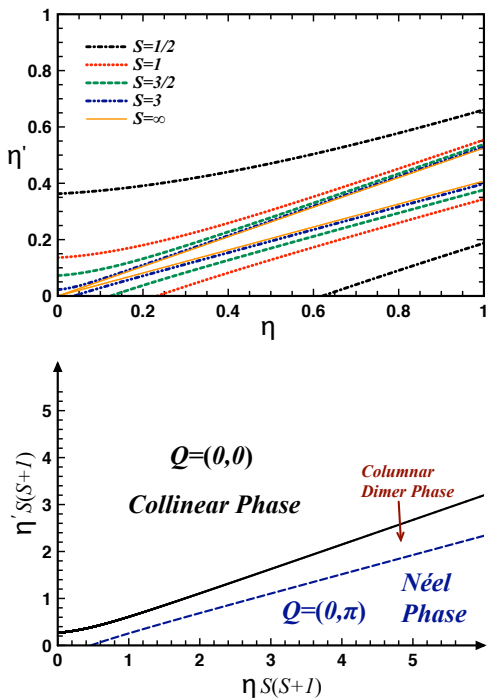 1
0.8
0.6
0.4
0.2
0
η'
S=1/2
S=1
S=3/2
S=3
S=∞
0 0.2 0.4 0.6 0.8 1
η
5
4
3
2
1
0
η' S(S+1)
Q=(0,0)
Collinear Phase
Columnar
Dimer Phase
Q=(0,π)
Néel
Phase
0 1 2 3 4 5
η S(S+1)